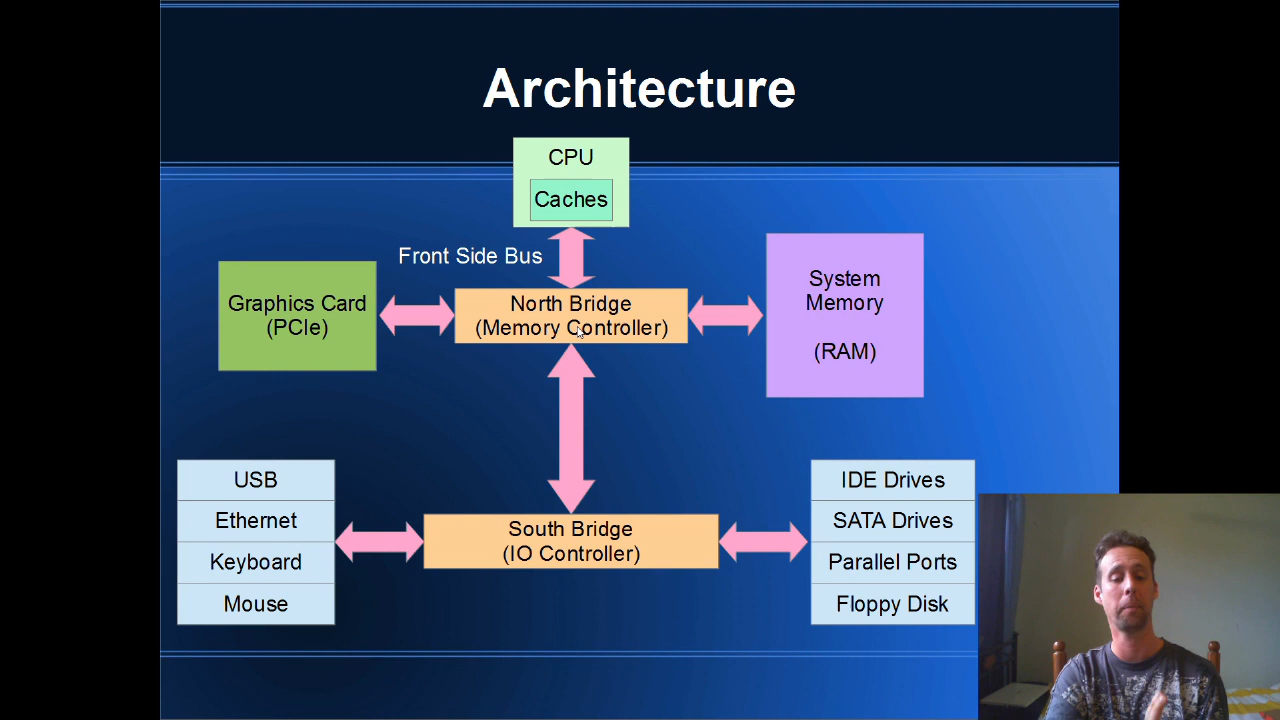 Architecture
CPU
Caches
Front Side Bus
Graphics Card
(PCIe)
North Bridge
(Memory Controller)
System
Memory
(RAM)
USB
Ethernet
Keyboard
Mouse
South Bridge
(IO Controller)
IDE Drives
SATA Drives
Parallel Ports
Floppy Disk